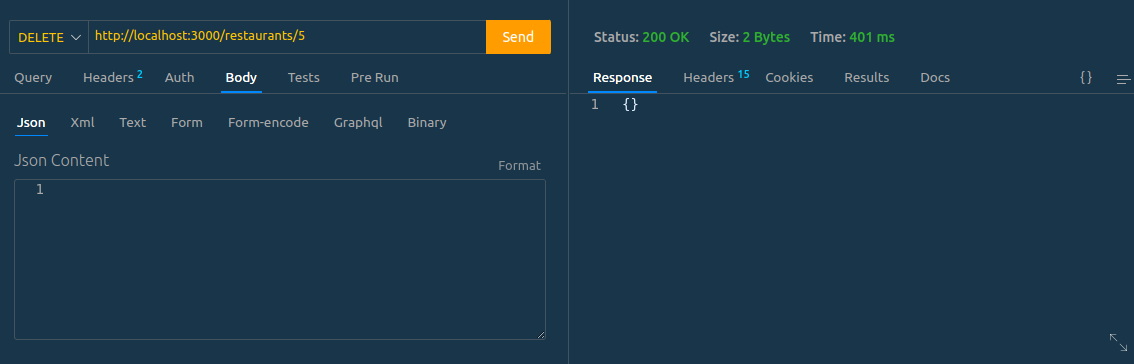 DELETE http://localhost:3000/restaurants/5 Send
Query Headers 2 Auth Body Tests Pre Run
Json Xml Text Form Form-encode Graphql Binary
Json Content Format
1
Status: 200 OK Size: 2 Bytes Time: 401 ms
Response Headers 15 Cookies Results Docs {}
1 {}